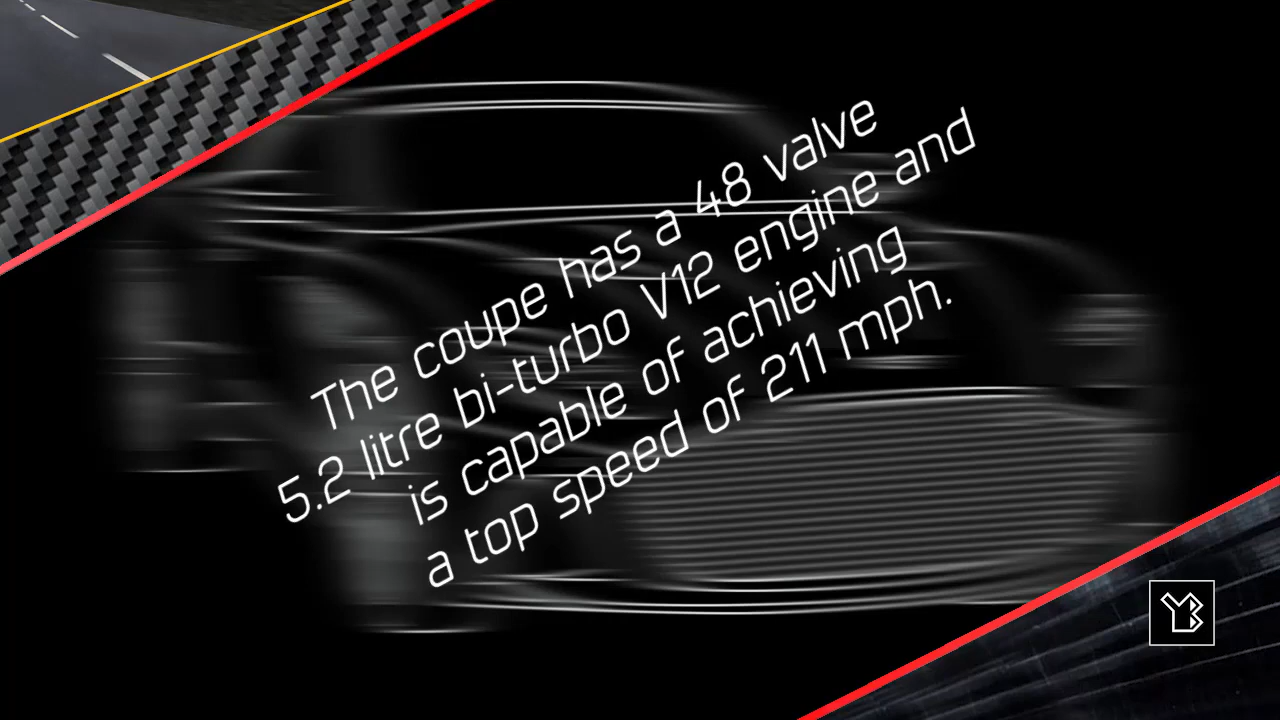 The coupe has a 48 valve
5.2 litre bi-turbo V12 engine and
is capable of achieving
a top speed of 211 mph.